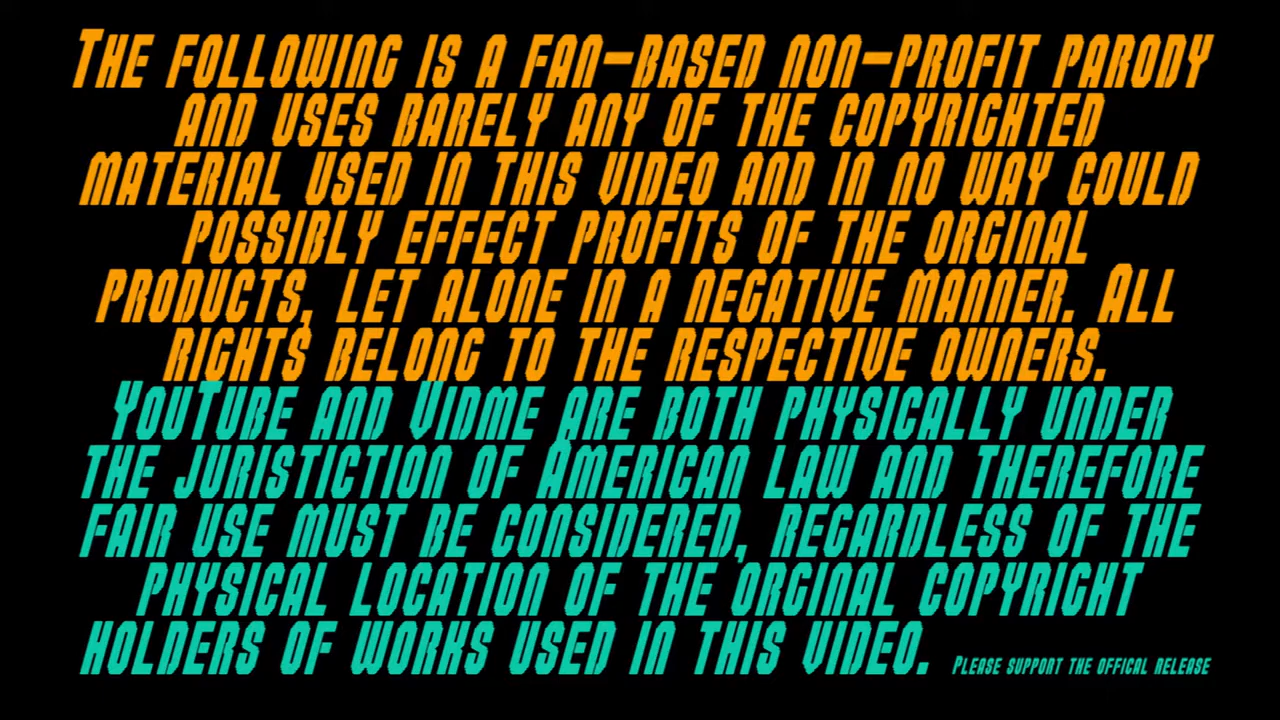 The following is a fan-based non-profit parody
and uses barely any of the copyrighted
material used in this video and in no way could
possibly effect profits of the orginal
products, let alone in a negative manner. All
rights belong to the respective owners.
YouTube and Vidme are both physically under
the juristiction of American law and therefore
fair use must be considered, regardless of the
physical location of the orginal copyright
holders of works used in this video.
Please support the offical release